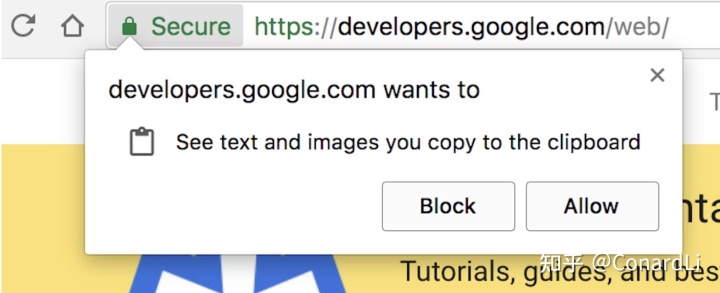 Secure https://developers.google.com/web/
developers.google.com wants to
See text and images you copy to the clipboard
Block Allow
知乎 @ConardLi
Tutorials, guides, and bes